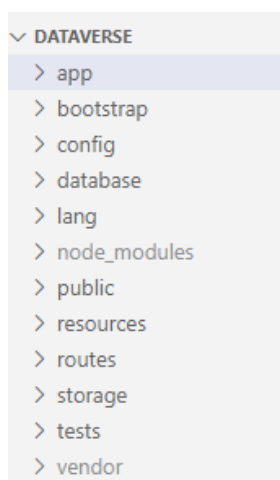 DATAVERSE
app
bootstrap
config
database
lang
node_modules
public
resources
routes
storage
tests
vendor